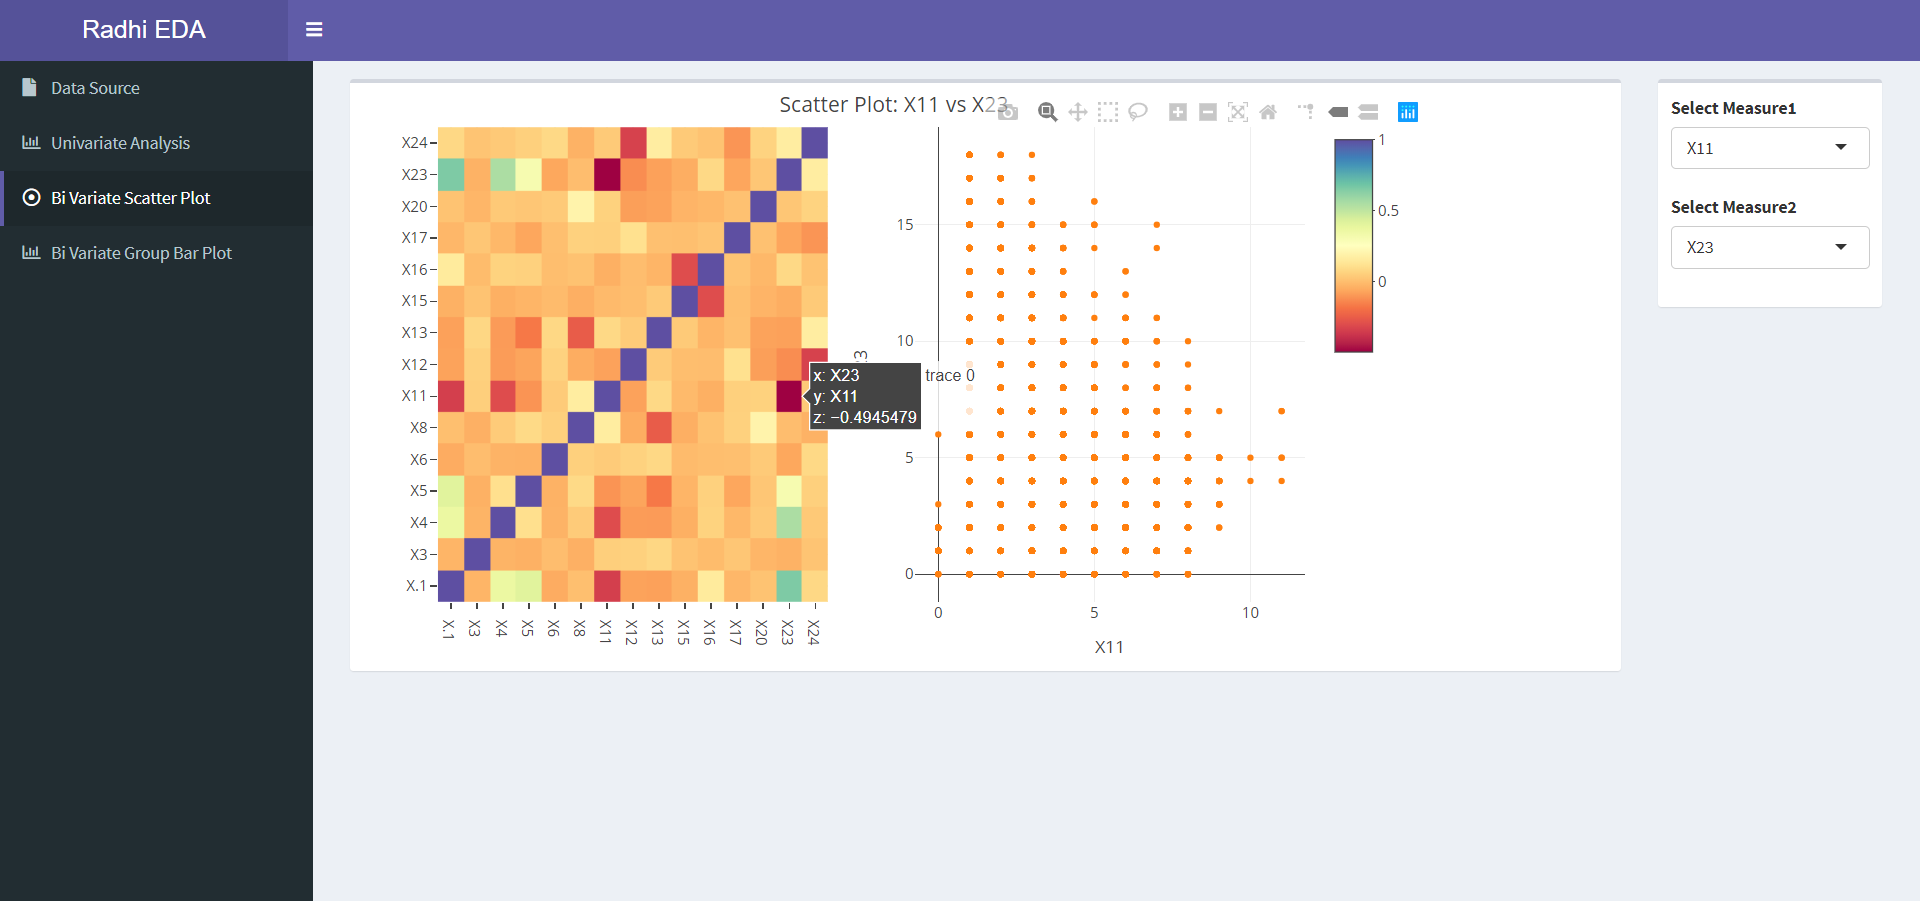 Radhi EDA
Data Source
Univariate Analysis
Bi Variate Scatter Plot
Bi Variate Group Bar Plot
Scatter Plot: X11 vs X23
X24
X23
X20
X17
X16
X15
X13
X12
X11
X8
X6
X5
X4
X3
X.1
X.1 X3 X4 X5 X6 X8 X11 X12 X13 X15 X16 X17 X20 X23 X24
x: X23
y: X11
z: −0.4945479
trace 0
15
10
5
0
0 5 10
X11
1
0.5
0
Select Measure1
X11
Select Measure2
X23